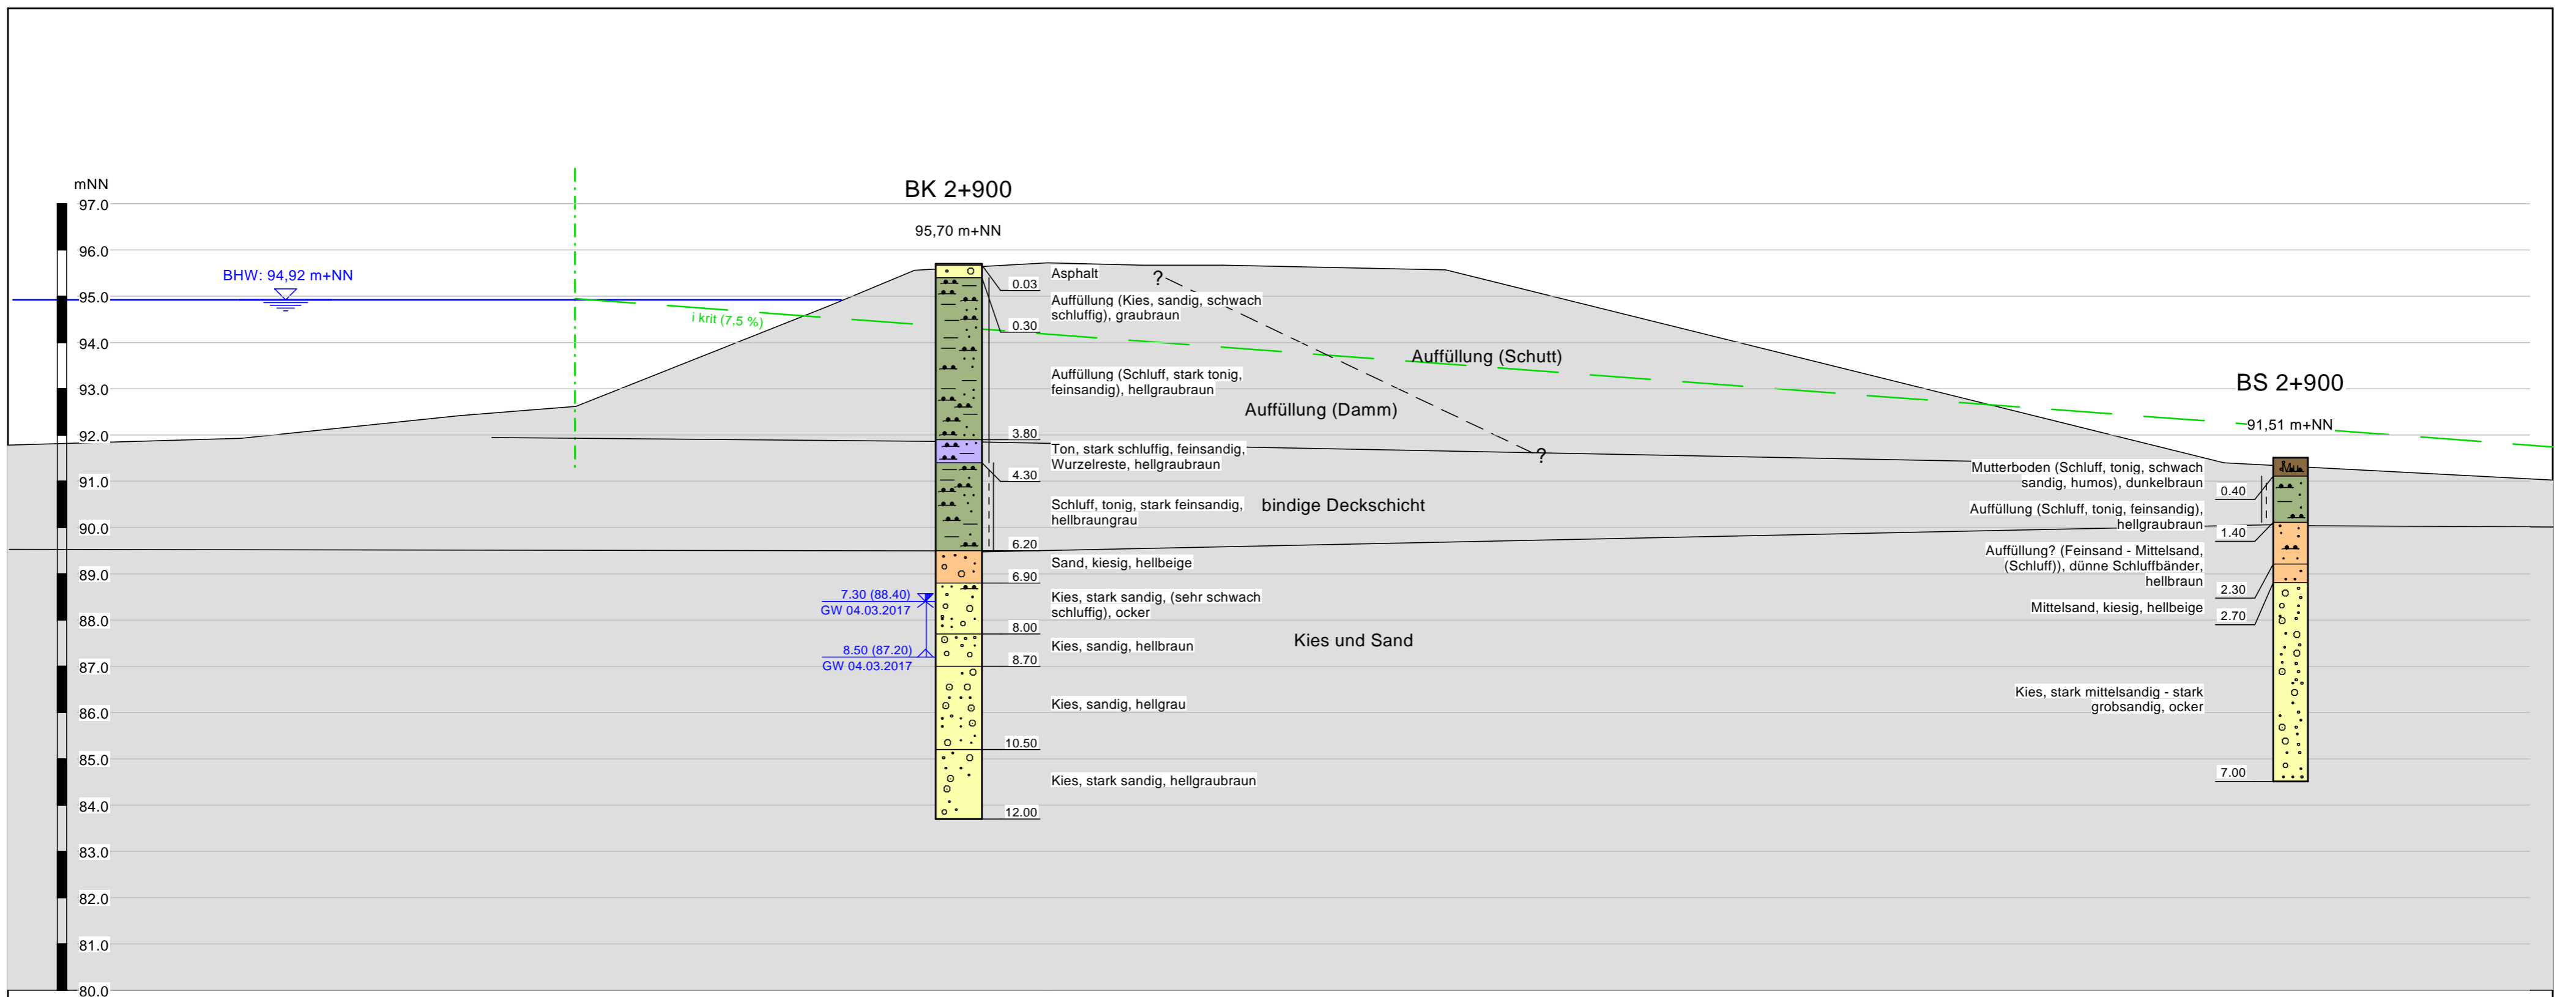 mNN
97.0
96.0
95.0
94.0
93.0
92.0
91.0
90.0
89.0
88.0
87.0
86.0
85.0
84.0
83.0
82.0
81.0
80.0
BHW: 94,92 m+NN
i krit (7,5 %)
BK 2+900
95,70 m+NN
0.03
0.30
3.80
4.30
6.20
6.90
8.00
8.70
10.50
12.00
Asphalt
Auffüllung (Kies, sandig, schwach
schluffig), graubraun
Auffüllung (Schluff, stark tonig,
feinsandig), hellgraubraun
Ton, stark schluffig, feinsandig,
Wurzelreste, hellgraubraun
Schluff, tonig, stark feinsandig,
hellbraungrau
Sand, kiesig, hellbeige
Kies, stark sandig, (sehr schwach
schluffig), ocker
Kies, sandig, hellbraun
Kies, sandig, hellgrau
Kies, stark sandig, hellgraubraun
7.30 (88.40)
GW 04.03.2017
8.50 (87.20)
GW 04.03.2017
?
Auffüllung (Schutt)
Auffüllung (Damm)
?
bindige Deckschicht
Kies und Sand
BS 2+900
91,51 m+NN
Mu
Mutterboden (Schluff, tonig, schwach
sandig, humos), dunkelbraun
Auffüllung (Schluff, tonig, feinsandig),
hellgraubraun
Auffüllung? (Feinsand - Mittelsand,
(Schluff)), dünne Schluffbänder,
hellbraun
Mittelsand, kiesig, hellbeige
Kies, stark mittelsandig - stark
grobsandig, ocker
0.40
1.40
2.30
2.70
7.00